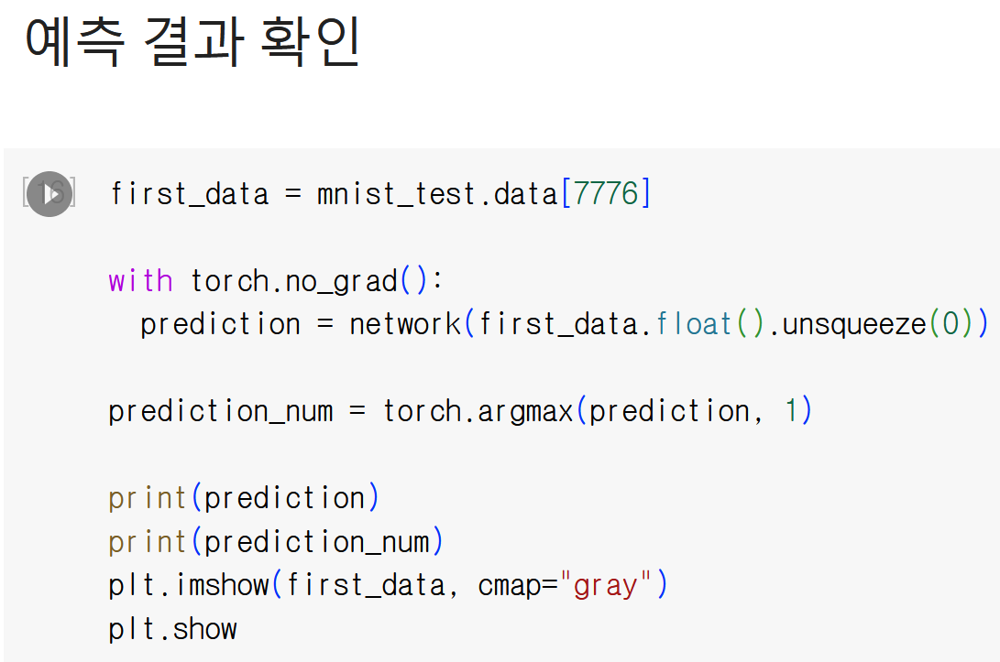 예측 결과 확인
[16] first_data = mnist_test.data[7776]
with torch.no_grad():
prediction = network(first_data.float().unsqueeze(0))
prediction_num = torch.argmax(prediction, 1)
print(prediction)
print(prediction_num)
plt.imshow(first_data, cmap="gray")
plt.show